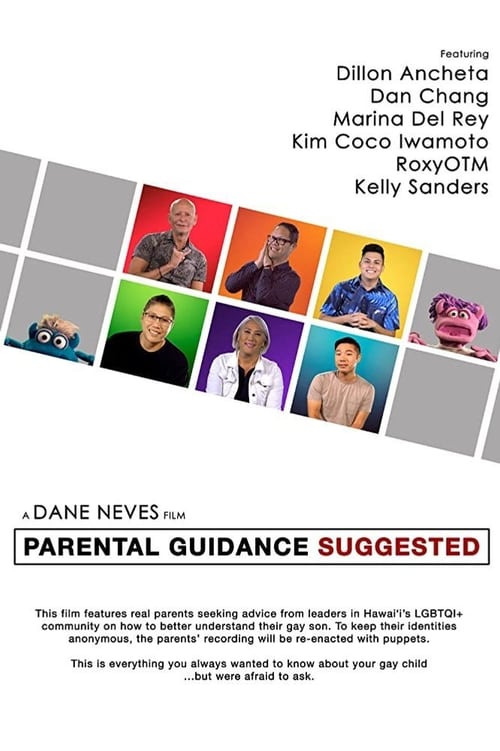 Featuring
Dillon Ancheta
Dan Chang
Marina Del Rey
Kim Coco Iwamoto
RoxyOTM
Kelly Sanders
A DANE NEVES FILM
PARENTAL GUIDANCE SUGGESTED
This film features real parents seeking advice from leaders in Hawai'i's LGBTQI+
community on how to better understand their gay son. To keep their identities
anonymous, the parents' recording will be re-enacted with puppets.
This is everything you always wanted to know about your gay child
...but were afraid to ask.